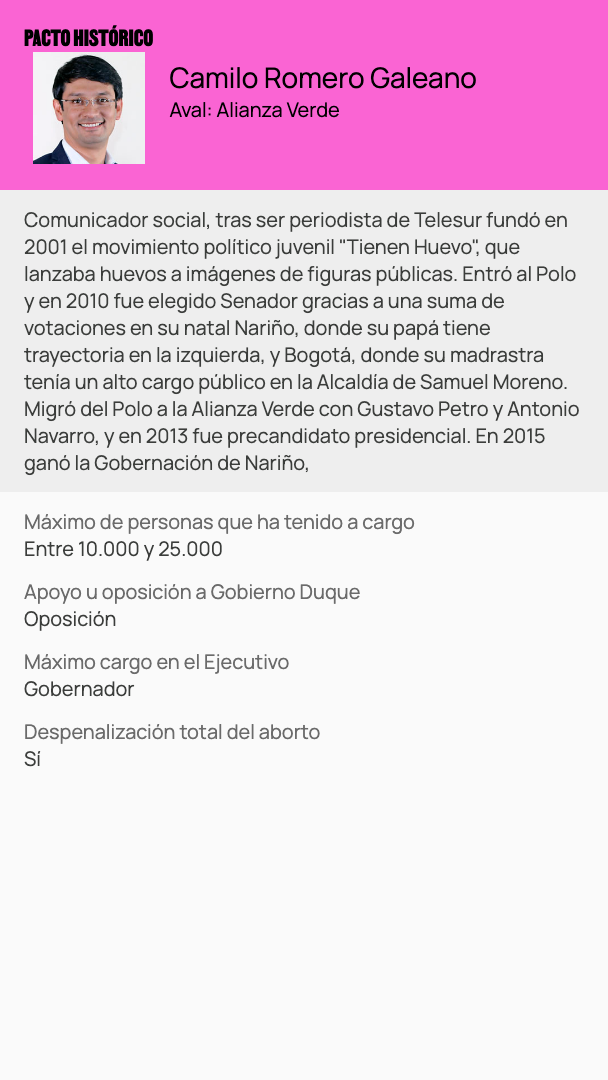 PACTO HISTÓRICO
Camilo Romero Galeano
Aval: Alianza Verde
Comunicador social, tras ser periodista de Telesur fundó en
2001 el movimiento político juvenil "Tienen Huevo", que
lanzaba huevos a imágenes de figuras públicas. Entró al Polo
y en 2010 fue elegido Senador gracias a una suma de
votaciones en su natal Nariño, donde su papá tiene
trayectoria en la izquierda, y Bogotá, donde su madrastra
tenía un alto cargo público en la Alcaldía de Samuel Moreno.
Migró del Polo a la Alianza Verde con Gustavo Petro y Antonio
Navarro, y en 2013 fue precandidato presidencial. En 2015
ganó la Gobernación de Nariño,
Máximo de personas que ha tenido a cargo
Entre 10.000 y 25.000
Apoyo u oposición a Gobierno Duque
Oposición
Máximo cargo en el Ejecutivo
Gobernador
Despenalización total del aborto
Sí